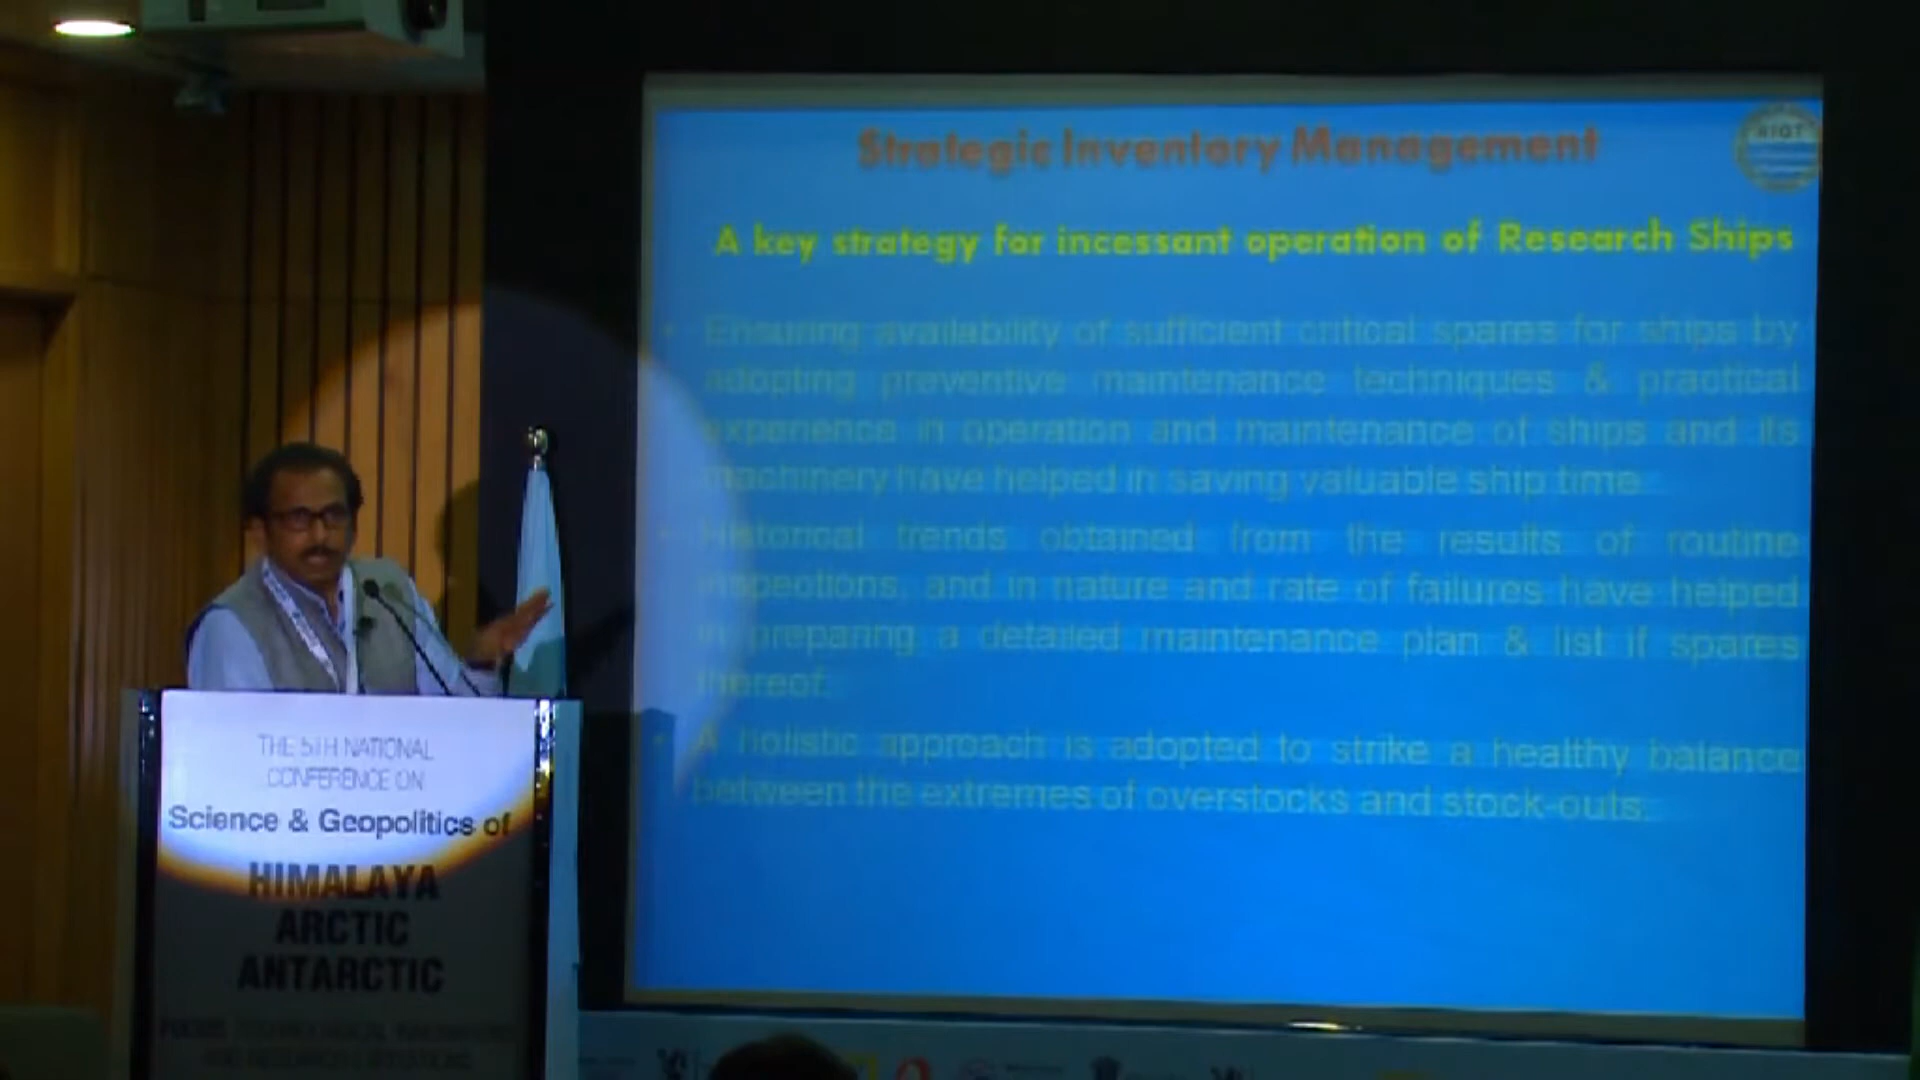 Strategic Inventory Management
A key strategy for incessant operation of Research Ships
Ensuring availability of sufficient critical spares for ships by
adopting preventive maintenance techniques & practical
experience in operation and maintenance of ships and its
machinery have helped in saving valuable ship time.
Historical trends obtained from the results of routine
inspections, and in nature and rate of failures have helped
in preparing a detailed maintenance plan & list if spares
thereof.
A holistic approach is adopted to strike a healthy balance
between the extremes of overstocks and stock-outs.
THE 5TH NATIONAL
CONFERENCE ON
Science & Geopolitics of
HIMALAYA
ARCTIC
ANTARCTIC